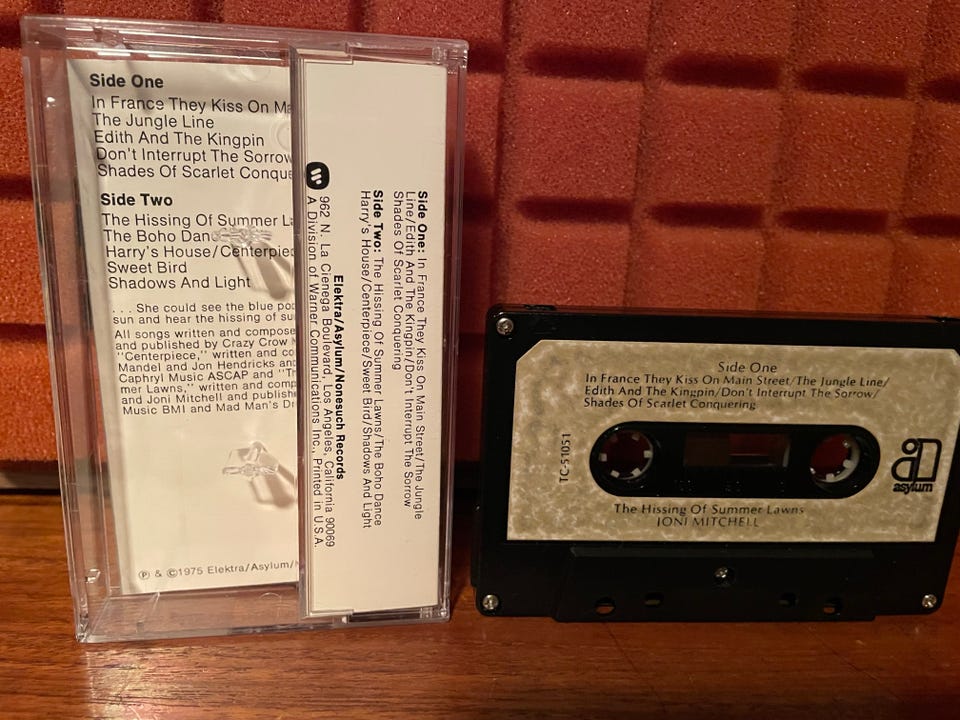 Side One
In France They Kiss On Ma
The Jungle Line
Edith And The Kingpin
Don't Interrupt The Sorrow
Shades Of Scarlet Conque
Side Two
The Hissing Of Summer La
The Boho Dan
Harry's House/Centerpiec
Sweet Bird
Shadows And Light
. . . She could see the blue poo
sun and hear the hissing of su
All songs written and compose
and published by Crazy Crow
"Centerpiece," written and co
Mandel and Jon Hendricks an
Caphryl Music ASCAP and "Th
mer Lawns," written and comp
and Joni Mitchell and publish
Music BMI and Mad Man's Dr
℗ & ©1975 Elektra/Asylum/N
Side One: In France They Kiss On Main Street/The Jungle
Line/Edith And The Kingpin/Don't Interrupt The Sorrow
Shades Of Scarlet Conquering
Side Two: The Hissing Of Summer Lawns/The Boho Dance
Harry's House/Centerpiece/Sweet Bird/Shadows And Light
Elektra/Asylum/Nonesuch Records
962 N. La Cienega Boulevard, Los Angeles, California 90069
A Division of Warner Communications Inc., Printed in U.S.A.
Side One
In France They Kiss On Main Street/The Jungle Line/
Edith And The Kingpin/Don't Interrupt The Sorrow/
Shades Of Scarlet Conquering
TC-51051
asylum
The Hissing Of Summer Lawns
JONI MITCHELL